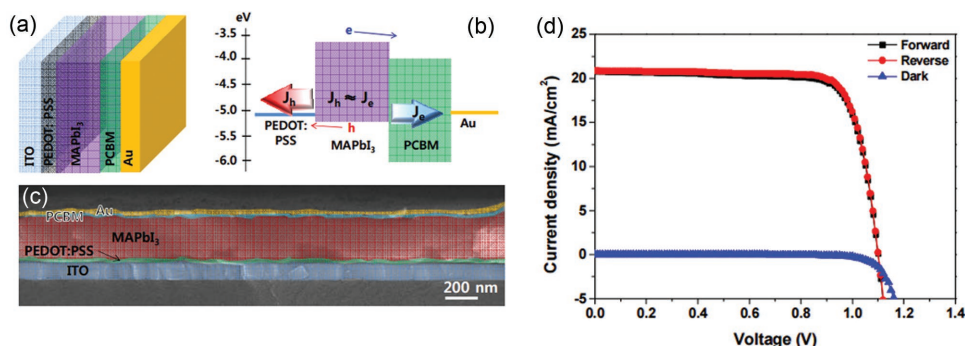 (a)
ITO
PEDOT: PSS
MAPbI₃
PCBM
Au
(b)
eV
-3.5
-4.0
-4.5
-5.0
-5.5
-6.0
e
Jₕ
Jₕ ≈ Jₑ
Jₑ
PEDOT:
PSS
h
MAPbI₃
PCBM
Au
(c)
PCBM
Au
MAPbI₃
PEDOT:PSS
ITO
200 nm
(d)
Current density (mA/cm²)
25
20
15
10
5
0
-5
Forward
Reverse
Dark
0.0 0.2 0.4 0.6 0.8 1.0 1.2 1.4
Voltage (V)